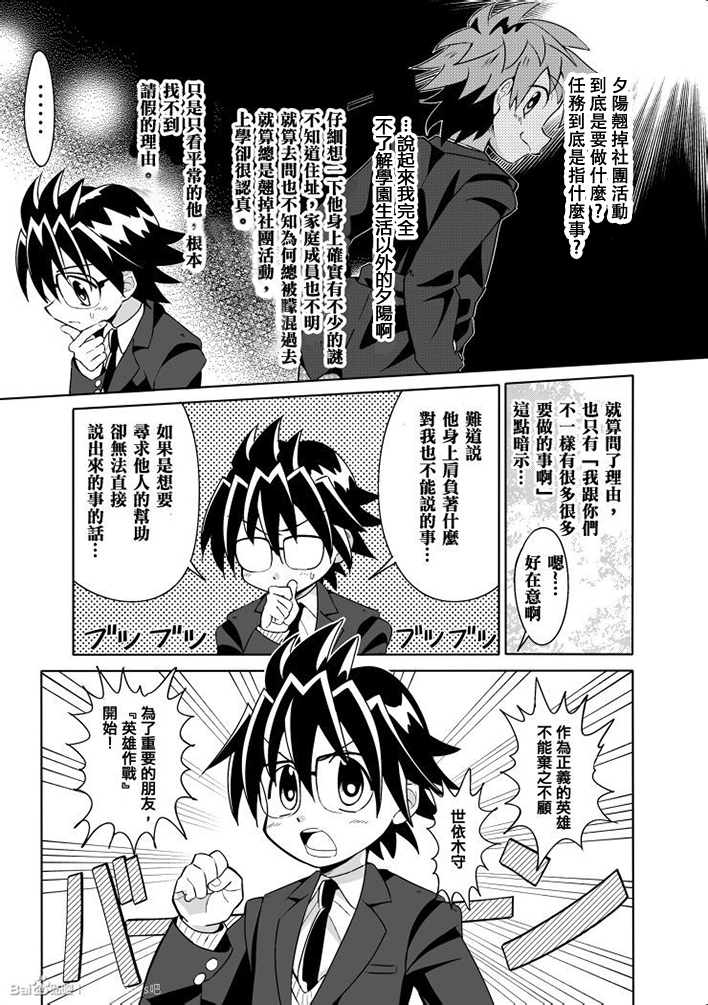 夕陽翹掉社團活動
到底是要做什麼？
任務到底是指什麼事？
…說起來我完全
不了解學園生活以外的夕陽啊
仔細想一下他身上確實有不少的謎
不知道住址，家庭成員也不明
就算去問也不知為何總被矇混過去
就算總是翹掉社團活動，
上學卻很認真。
只是只看平常的他，根本
找不到
請假的理由。
……
就算問了理由，
也只有「我跟你們
不一樣有很多很多
要做的事啊」
這點暗示…
嗯~…
好在意啊
難道說
他身上肩負著什麼
對我也不能說的事…
如果是想要
尋求他人的幫助
卻無法直接
說出來的事的話…
ブツブツ
ブツブツ
作為正義的英雄
不能棄之不顧
世依木守
為了重要的朋友，
『英雄作戰』
開始！
バーン
Bai 贴吧
s吧